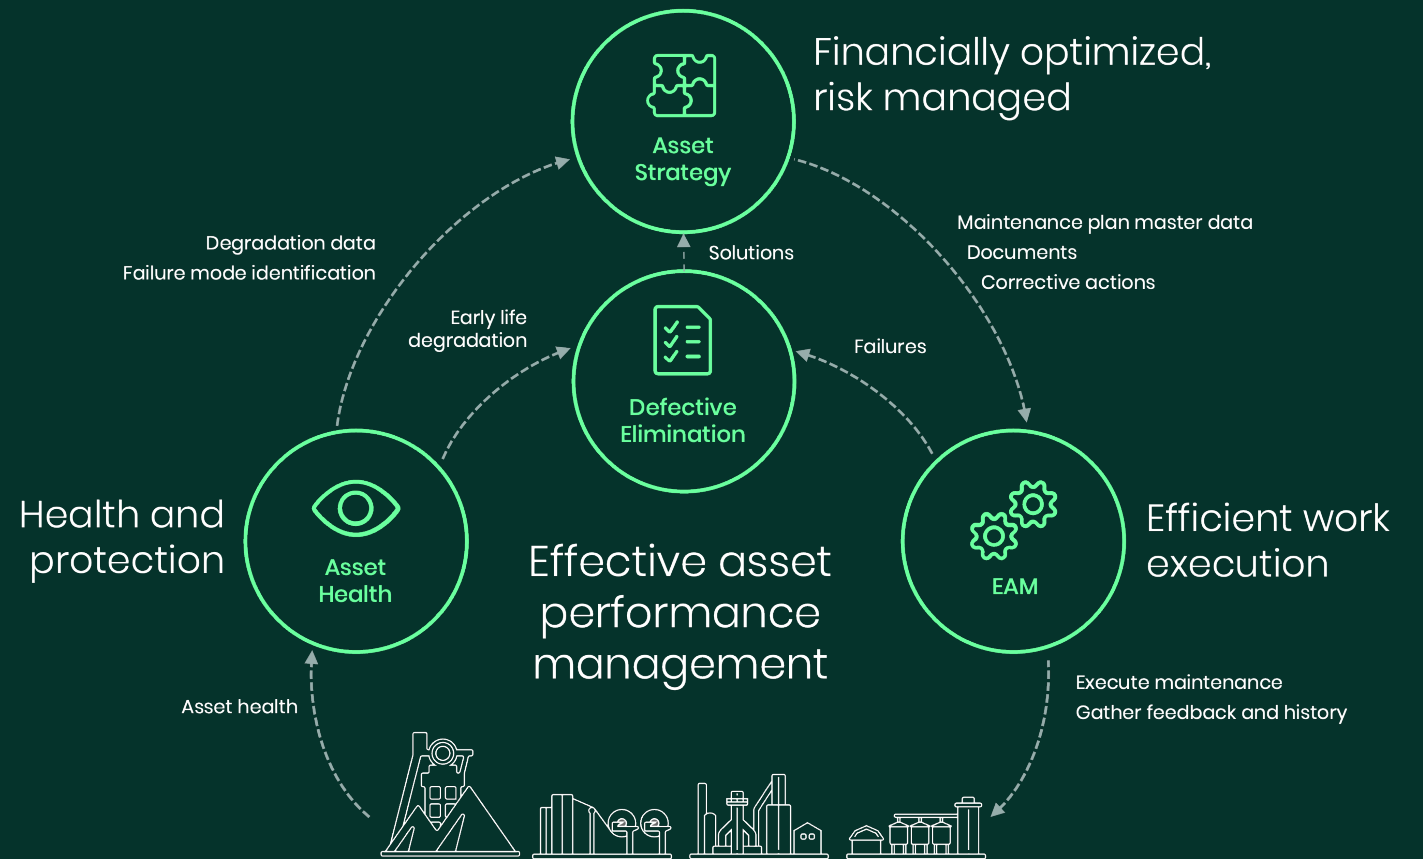 Financially optimized,
risk managed
Asset
Strategy
Degradation data
Failure mode identification
Solutions
Maintenance plan master data
Documents
Corrective actions
Early life
degradation
Failures
Defective
Elimination
Health and
protection
Asset
Health
Effective asset
performance
management
EAM
Efficient work
execution
Asset health
Execute maintenance
Gather feedback and history